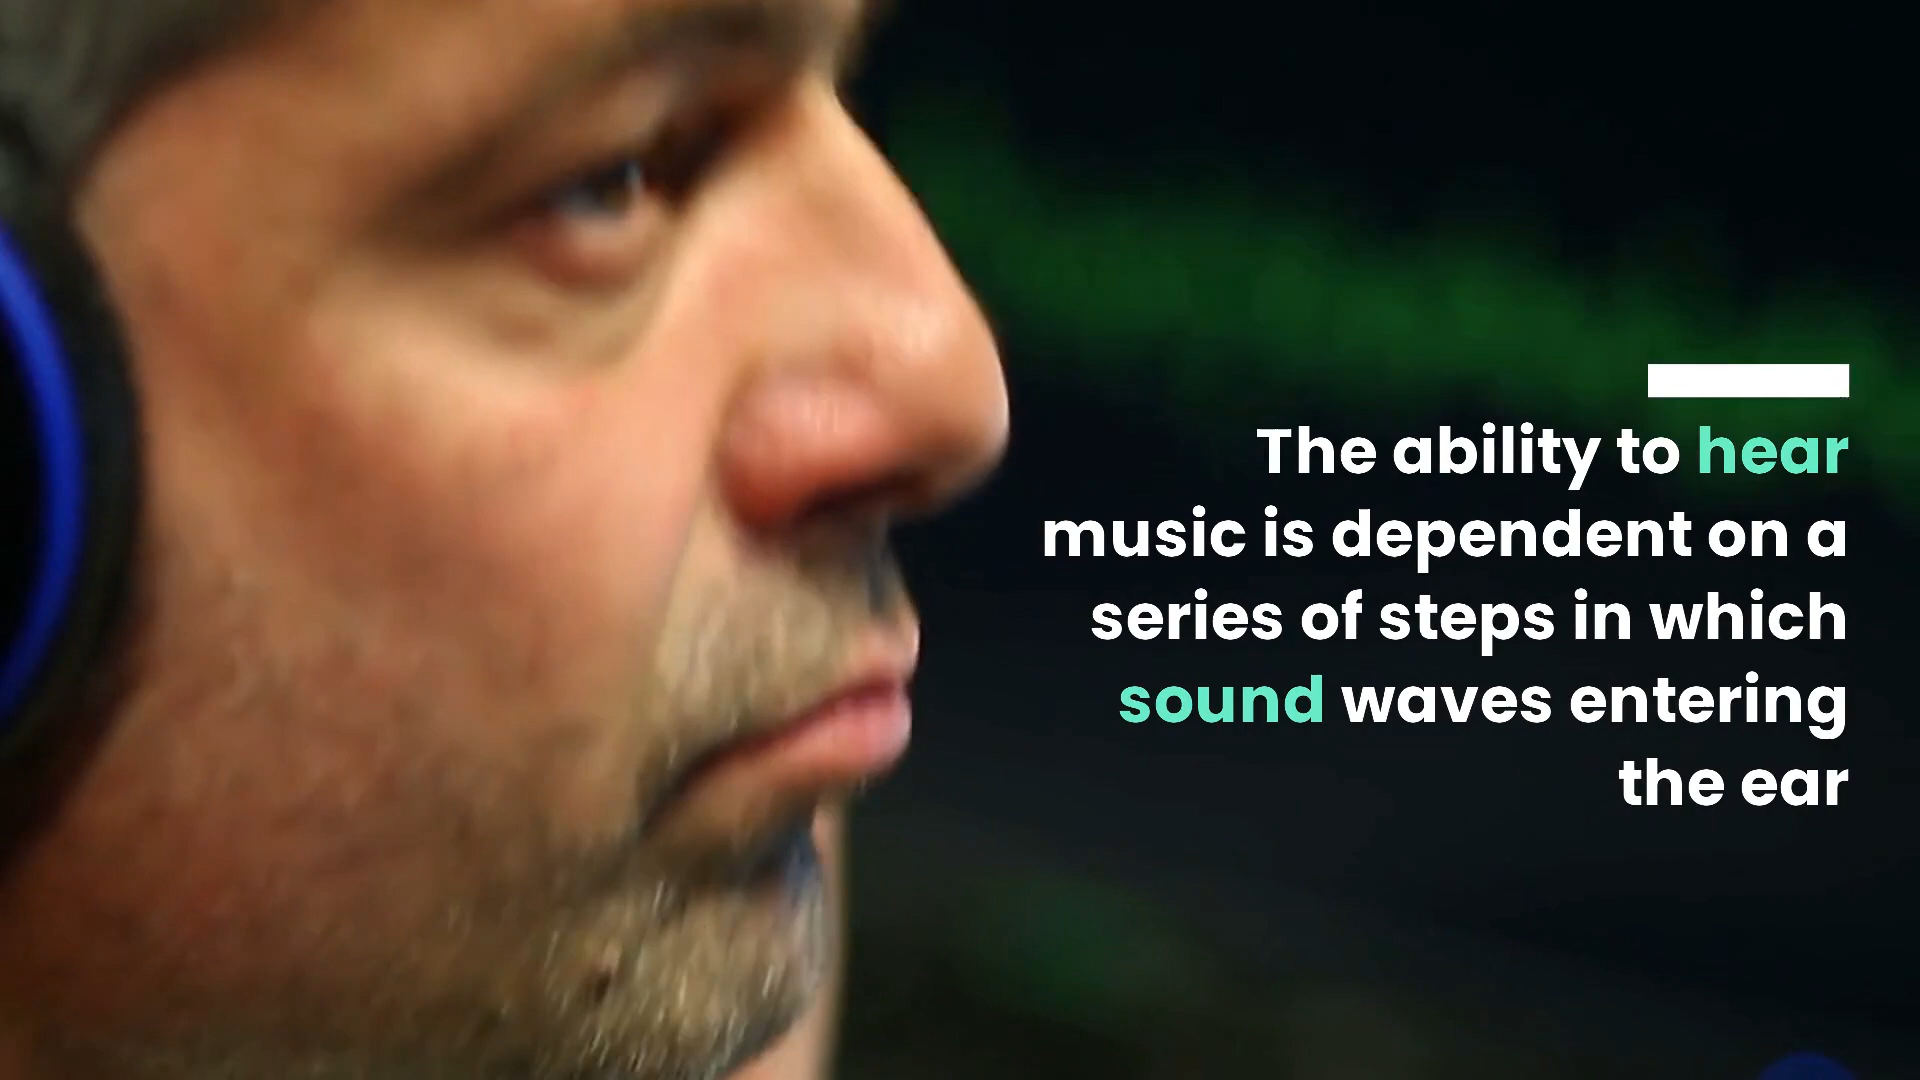 The ability to hear
music is dependent on a
series of steps in which
sound waves entering
the ear